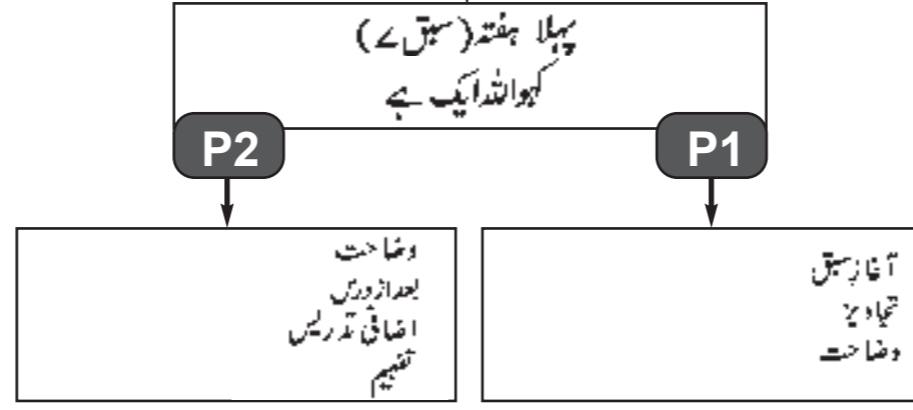 پہلا ہفتہ (سبق ۷)
کہو اللہ ایک ہے
P1
P2
آغازِ سبق
تجاویز
وضاحت
وضاحت
بعد از درس
اضافی تدریس
تفہیم